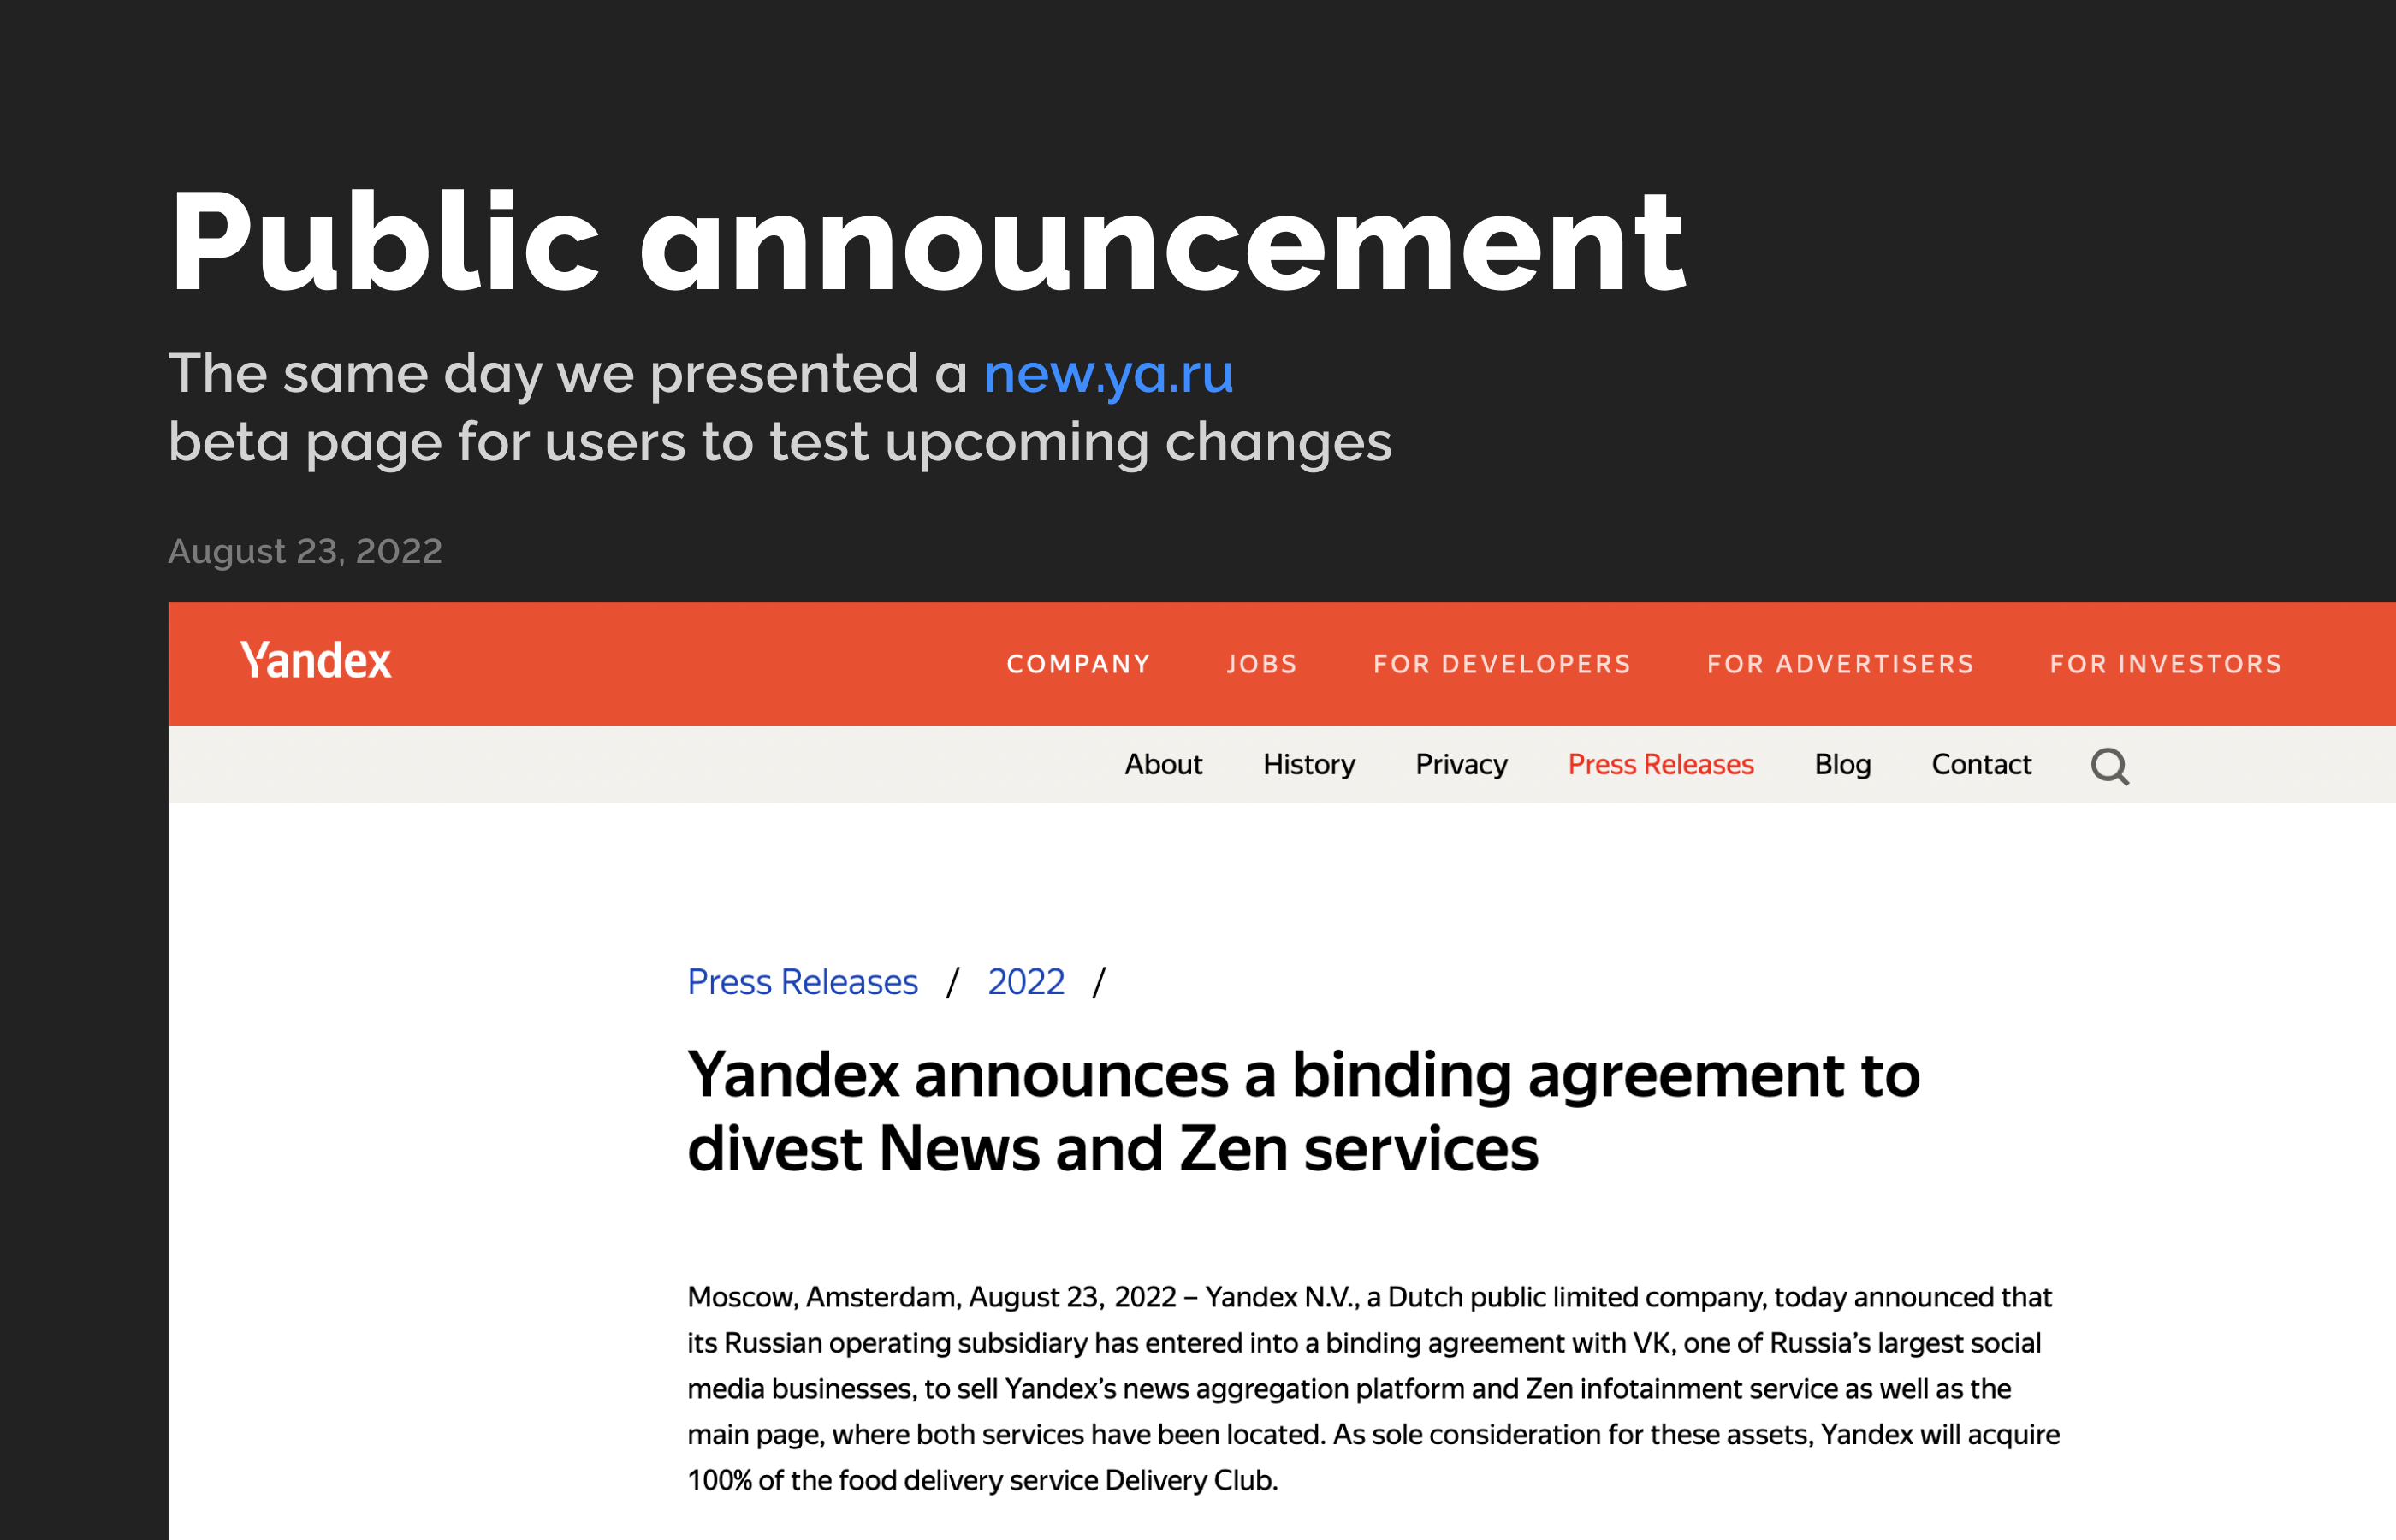 Public announcement
The same day we presented a new.ya.ru
beta page for users to test upcoming changes
August 23, 2022
Yandex COMPANY JOBS FOR DEVELOPERS FOR ADVERTISERS FOR INVESTORS
About History Privacy Press Releases Blog Contact
Press Releases / 2022 /
Yandex announces a binding agreement to
divest News and Zen services
Moscow, Amsterdam, August 23, 2022 – Yandex N.V., a Dutch public limited company, today announced that
its Russian operating subsidiary has entered into a binding agreement with VK, one of Russia’s largest social
media businesses, to sell Yandex’s news aggregation platform and Zen infotainment service as well as the
main page, where both services have been located. As sole consideration for these assets, Yandex will acquire
100% of the food delivery service Delivery Club.